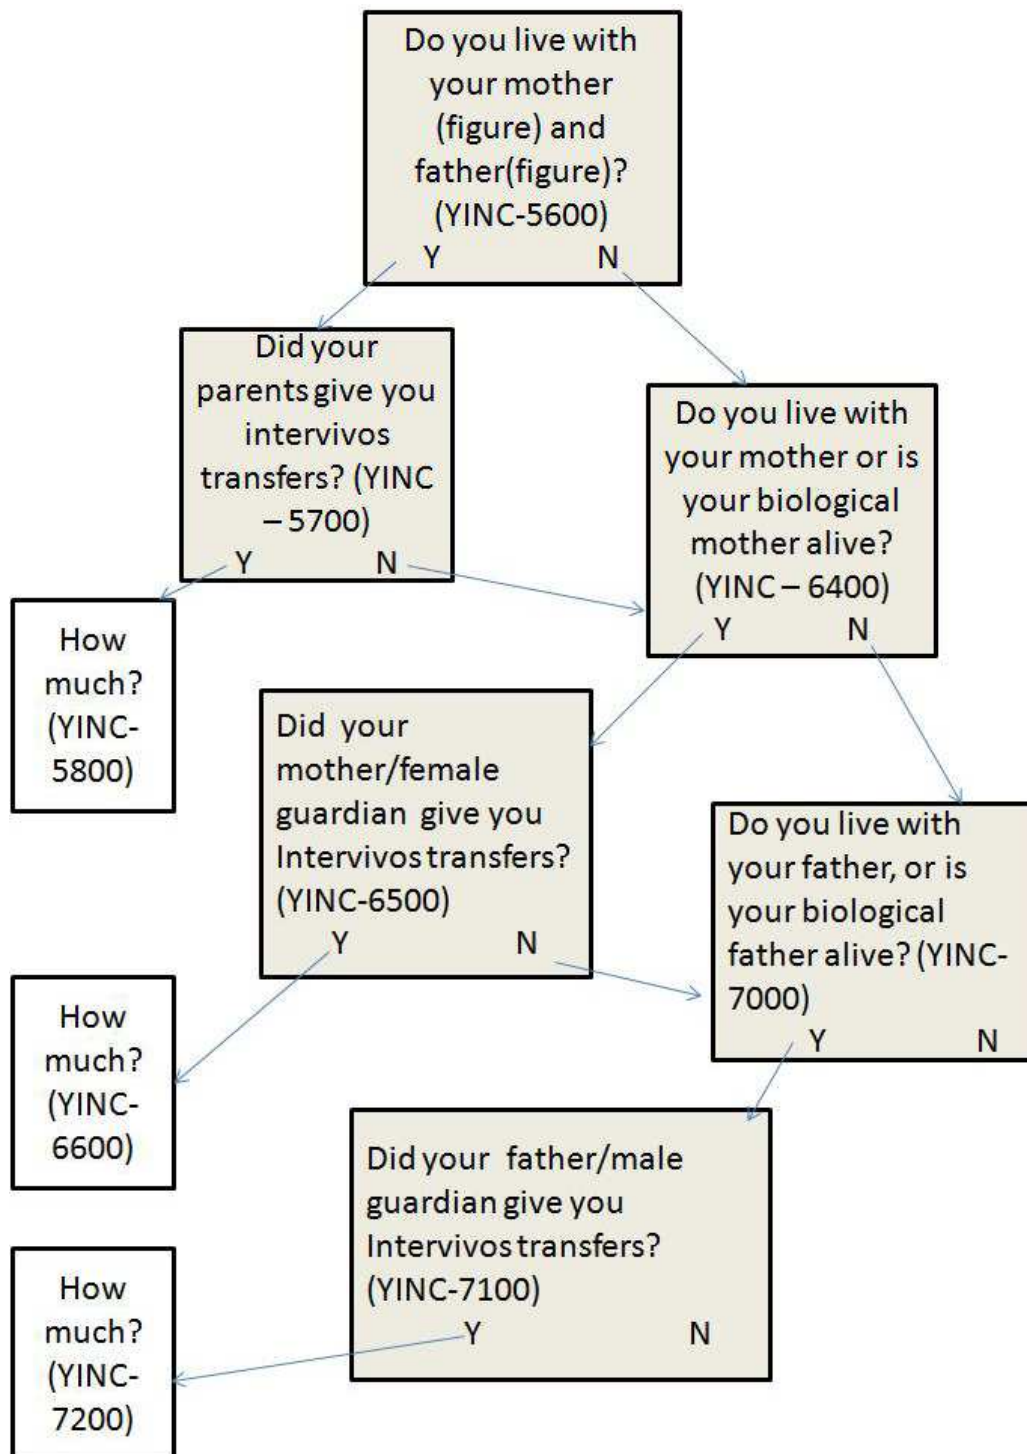 Do you live with
your mother
(figure) and
father(figure)?
(YINC-5600)
Y N
Did your
parents give you
intervivos
transfers? (YINC
– 5700)
Y N
Do you live with
your mother or is
your biological
mother alive?
(YINC – 6400)
Y N
How
much?
(YINC-
5800)
Did your
mother/female
guardian give you
Intervivos transfers?
(YINC-6500)
Y N
Do you live with
your father, or is
your biological
father alive? (YINC-
7000)
Y N
How
much?
(YINC-
6600)
Did your father/male
guardian give you
Intervivos transfers?
(YINC-7100)
Y N
How
much?
(YINC-
7200)